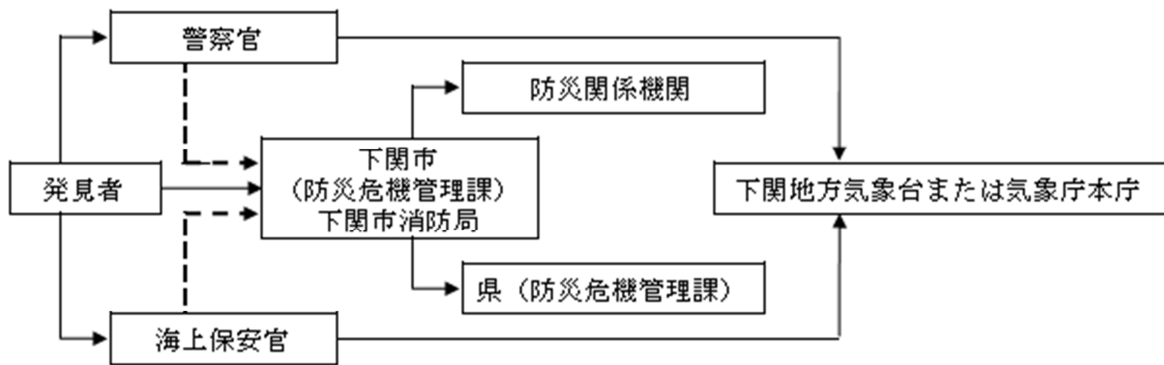 警察官
防災関係機関
下関市
(防災危機管理課)
下関市消防局
発見者
下関地方気象台または気象庁本庁
県(防災危機管理課)
海上保安官